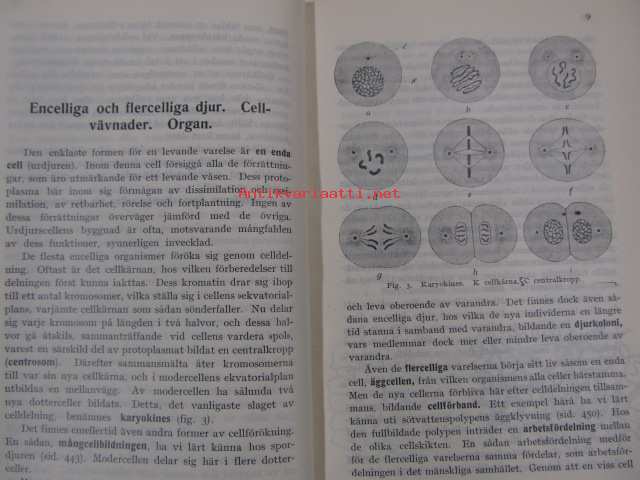 Encelliga och flercelliga djur. Cell-
vävnader. Organ.
Den enklaste formen för en levande varelse är en enda
cell (urdjuren). Inom denna cell försiggå alla de förrättnin-
gar, som äro utmärkande för ett levande väsen. Dess proto-
plasma bär inom sig förmågan av dissimilation och assi-
milation, av retbarhet, rörelse och fortplantning. Ingen av
dessa förrättningar överväger jämförd med de övriga.
Urdjurscellens byggnad är ofta, motsvarande mångfalden
av dess funktioner, synnerligen invecklad.
De flesta encelliga organismer föröka sig genom celldel-
ning. Oftast är det cellkärnan, hos vilken förberedelser till
delningen först kunna iakttas. Dess kromatin drar sig ihop
till ett antal kromosomer, vilka ställa sig i cellens ekvatorial-
plan, varjämte cellkärnan som sådan sönderfaller. Nu delar
sig varje kromosom på längden i två halvor, och dessa hal-
vor gå åtskils, sammanträffande vid cellens vardera spols,
varest en särskild del av protoplasmat bildat en centralkropp
(centrosom). Därefter sammansmälta åter kromosomerna
till var sin nya cellkärna, och i modercellens ekvatorialplan
utbildas en mellanvägg. Av modercellen ha sålunda två
nya dotterceller bildats. Detta, det vanligaste slaget av
celldelning, benämnes karyokines (fig. 3).
Det finnes emellertid även andra former av cellförökning.
En sådan, mångcellbildningen, ha vi lärt känna hos spor-
djuren (sid. 443). Modercellen delar sig här i flere dotter-
celler.
9
a b c
d e f
g h i
Fig. 3. Karyokines. K cellkärna, C centralkropp.
och leva oberoende av varandra. Det finnes dock även så-
dana encelliga djur, hos vilka de nya individerna en längre
tid stanna i samband med varandra, bildande en djurkoloni,
vars medlemmar dock mer eller mindre leva oberoende av
varandra.
Även de flercelliga varelserna börja sitt liv såsom en enda
cell, äggcellen, från vilken organismens alla celler härstamma.
Men de nya cellerna förbliva här efter celldelningen tillsam-
mans, bildande cellförband. Ett exempel härå ha vi lärt
känna uti sötvattenspolypens äggklyvning (sid. 450). Hos
den fullbildade polypen inträder en arbetsfördelning mellan
de olika cellskikten. En sådan arbetsfördelning medför
för de flercelliga varelserna samma fördelar, som arbetsför-
delningen i det mänskliga samhället. Genom att en viss cell
Antikvariaatti.net